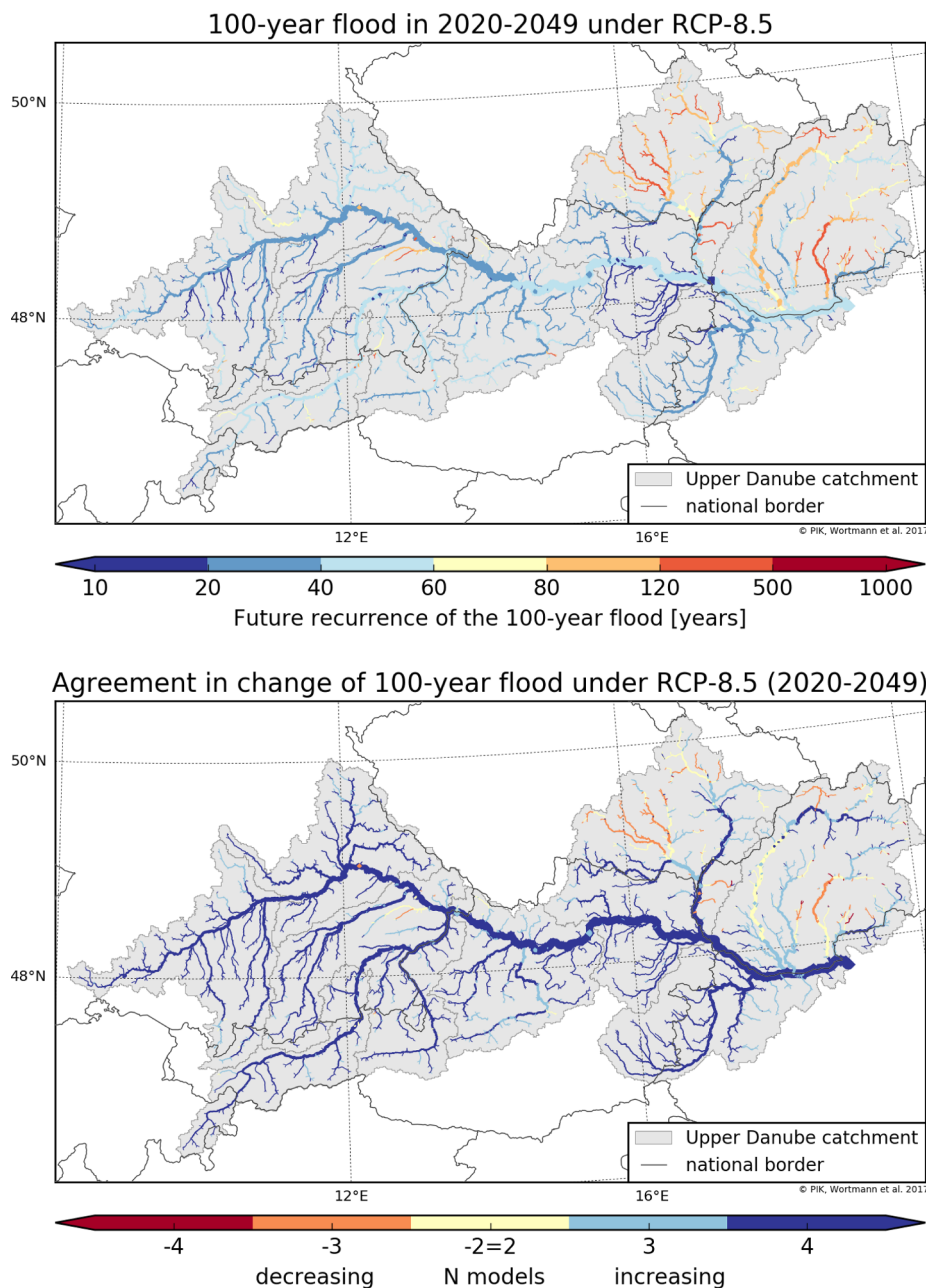 100-year flood in 2020-2049 under RCP-8.5
50°N
48°N
Upper Danube catchment
national border
12°E
16°E
© PIK, Wortmann et al. 2017
10 20 40 60 80 120 500 1000
Future recurrence of the 100-year flood [years]
Agreement in change of 100-year flood under RCP-8.5 (2020-2049)
50°N
48°N
Upper Danube catchment
national border
12°E
16°E
© PIK, Wortmann et al. 2017
-4 -3 -2=2 3 4
decreasing N models increasing